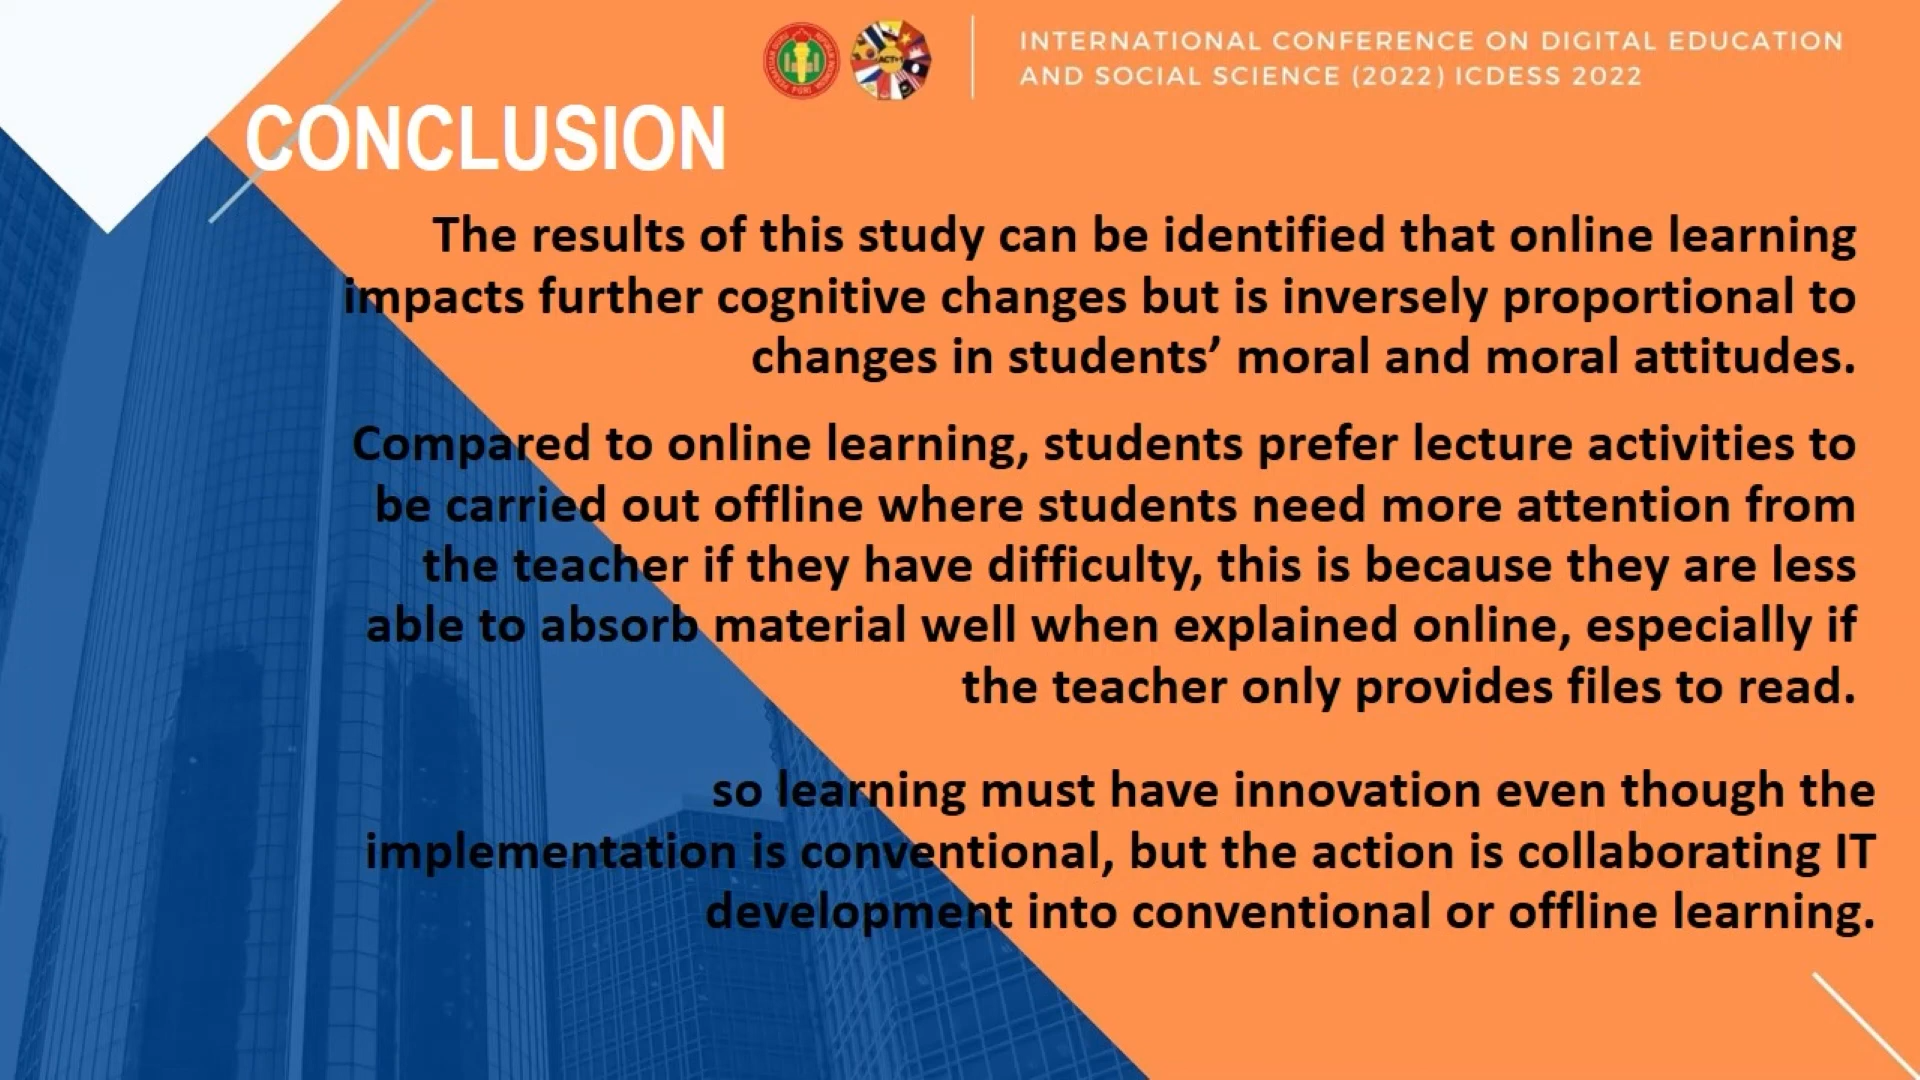 INTERNATIONAL CONFERENCE ON DIGITAL EDUCATION
AND SOCIAL SCIENCE (2022) ICDESS 2022
CONCLUSION
The results of this study can be identified that online learning
impacts further cognitive changes but is inversely proportional to
changes in students’ moral and moral attitudes.
Compared to online learning, students prefer lecture activities to
be carried out offline where students need more attention from
the teacher if they have difficulty, this is because they are less
able to absorb material well when explained online, especially if
the teacher only provides files to read.
so learning must have innovation even though the
implementation is conventional, but the action is collaborating IT
development into conventional or offline learning.